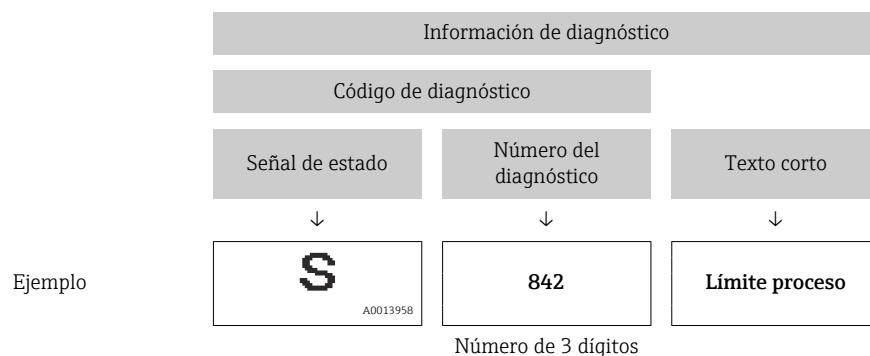 Información de diagnóstico
Código de diagnóstico
Señal de estado
Número del
diagnóstico
Texto corto
↓ ↓ ↓
Ejemplo
S
A0013958
842
Límite proceso
Número de 3 dígitos